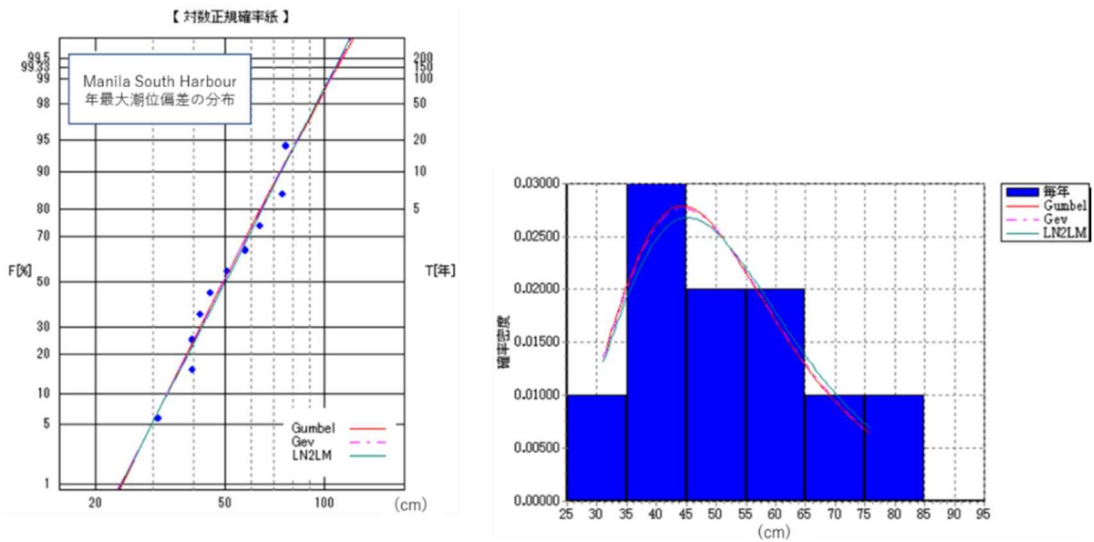 【 対数正規確率紙 】
Manila South Harbour
年最大潮位偏差の分布
99.5
99.33
99
98
95
90
80
70
50
30
20
10
5
1
F[%]
200
150
100
50
20
10
5
T[年]
Gumbel
Gev
LN2LM
20
50
100
(cm)
0.03000
0.02500
0.02000
0.01500
0.01000
0.00500
0.00000
確率密度
25 30 35 40 45 50 55 60 65 70 75 80 85 90 95
(cm)
毎年
Gumbel
Gev
LN2LM